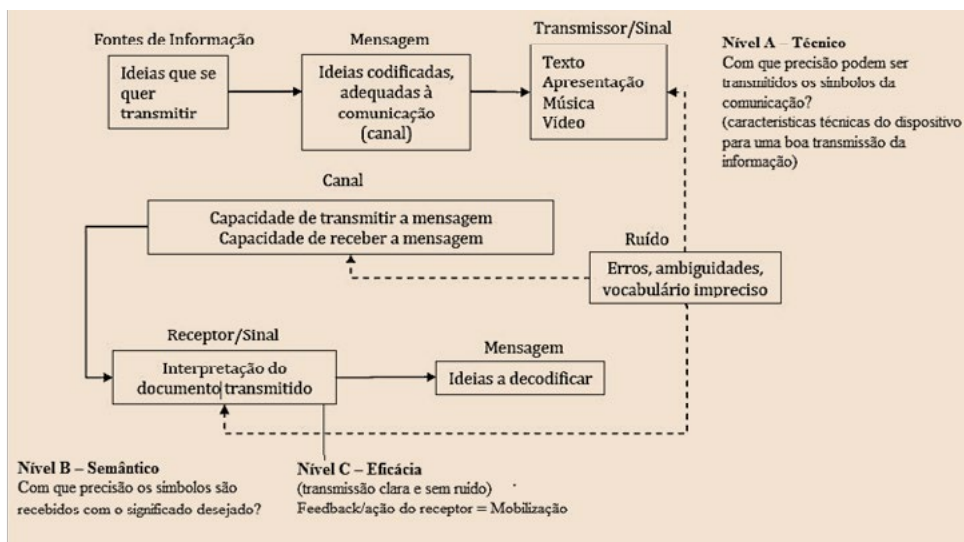 Fontes de Informação
Ideias que se
quer
transmitir
Mensagem
Ideias codificadas,
adequadas à
comunicação
(canal)
Transmissor/Sinal
Texto
Apresentação
Música
Vídeo
Nível A – Técnico
Com que precisão podem ser
transmitidos os símbolos da
comunicação?
(características técnicas do dispositivo
para uma boa transmissão da
informação)
Canal
Capacidade de transmitir a mensagem
Capacidade de receber a mensagem
Ruído
Erros, ambiguidades,
vocabulário impreciso
Receptor/Sinal
Interpretação do
documento transmitido
Mensagem
Ideias a decodificar
Nível B – Semântico
Com que precisão os símbolos são
recebidos com o significado desejado?
Nível C – Eficácia
(transmissão clara e sem ruído)
Feedback/ação do receptor = Mobilização